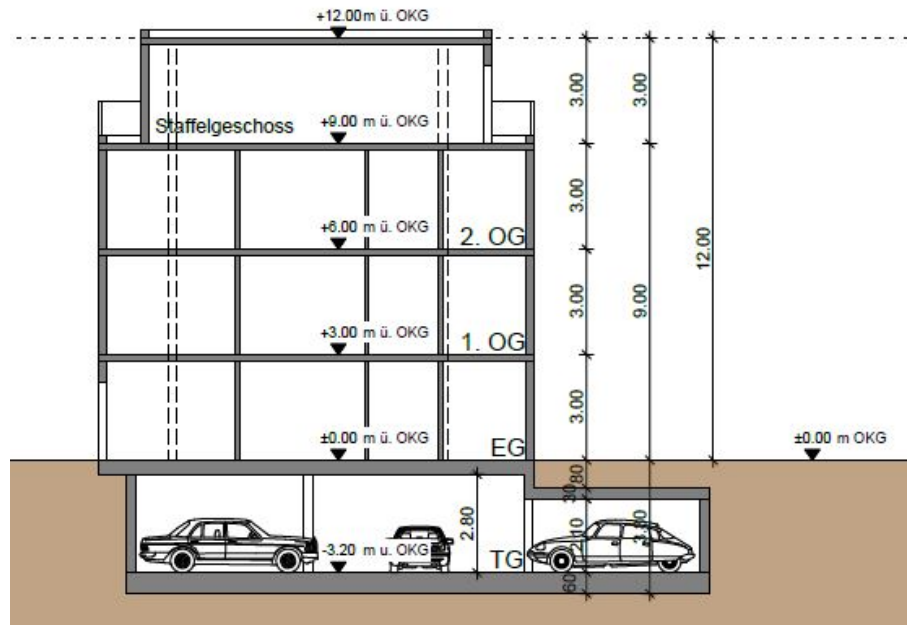 +12.00m ü. OKG
3.00
3.00
Staffelgeschoss
+9.00 m ü. OKG
3.00
+6.00 m ü. OKG
2. OG
12.00
3.00
9.00
+3.00 m ü. OKG
1. OG
3.00
±0.00 m ü. OKG
EG
±0.00 m OKG
80
30
2.80
-3.20 m u. OKG
TG
60